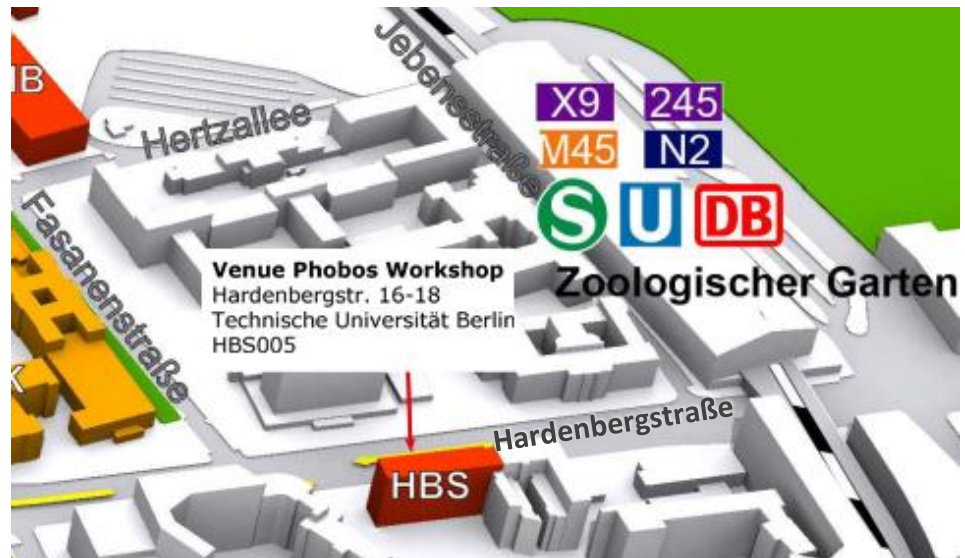 IB
Hertzallee
Jebensstraße
X9 245
M45 N2
S U DB
Zoologischer Garten
Fasanenstraße
Venue Phobos Workshop
Hardenbergstr. 16-18
Technische Universität Berlin
HBS005
K
Hardenbergstraße
HBS